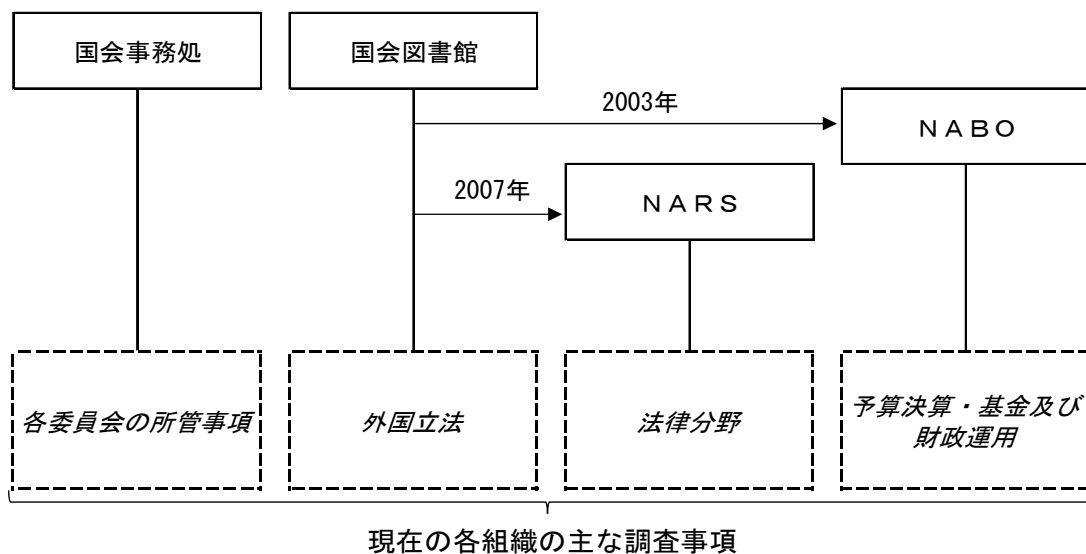 国会事務処
国会図書館
2003年
ＮＡＢＯ
2007年
ＮＡＲＳ
各委員会の所管事項
外国立法
法律分野
予算決算・基金及び
財政運用
現在の各組織の主な調査事項